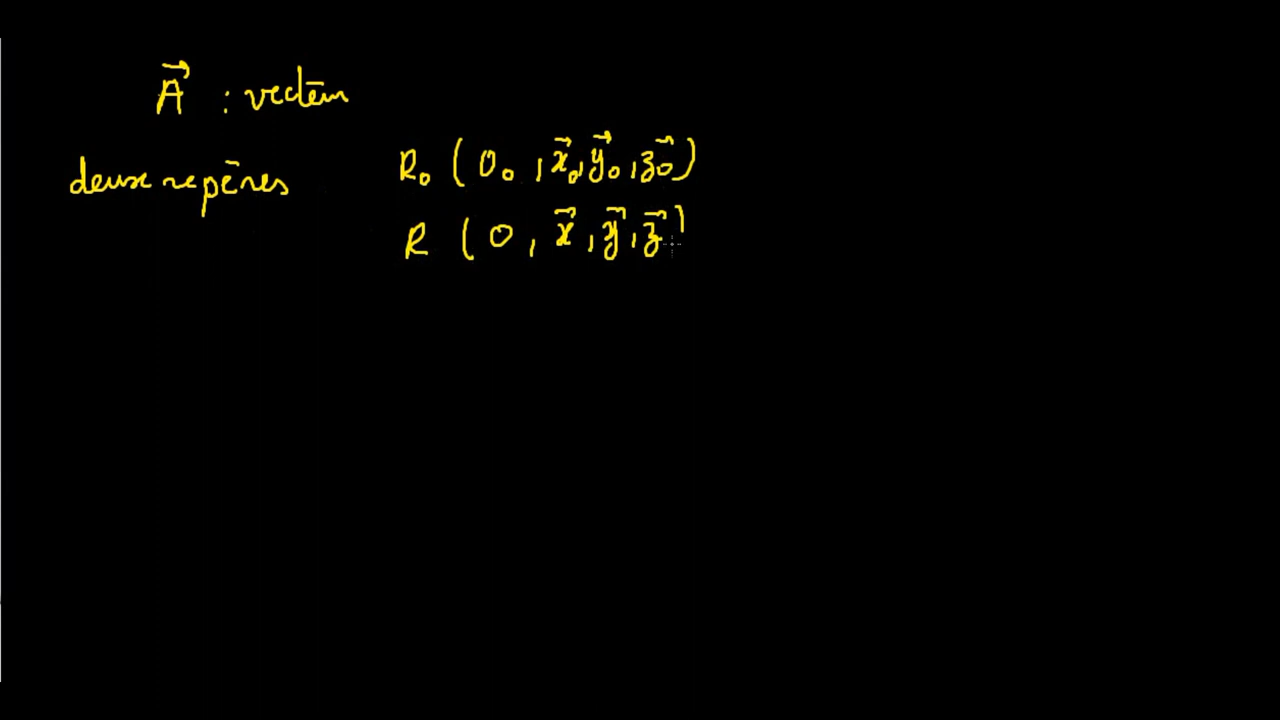 A⃗ : vecteur
deux repères R₀ (O₀, x⃗₀, y⃗₀, z⃗₀)
R (O, x⃗, y⃗, z⃗)